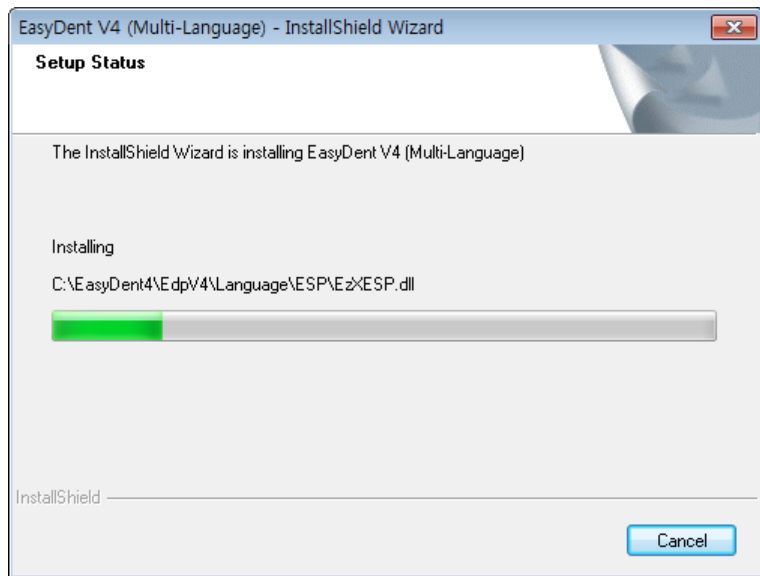 EasyDent V4 (Multi-Language) - InstallShield Wizard
Setup Status
The InstallShield Wizard is installing EasyDent V4 (Multi-Language)
Installing
C:\EasyDent4\EdpV4\Language\ESP\EzXESP.dll
InstallShield
Cancel